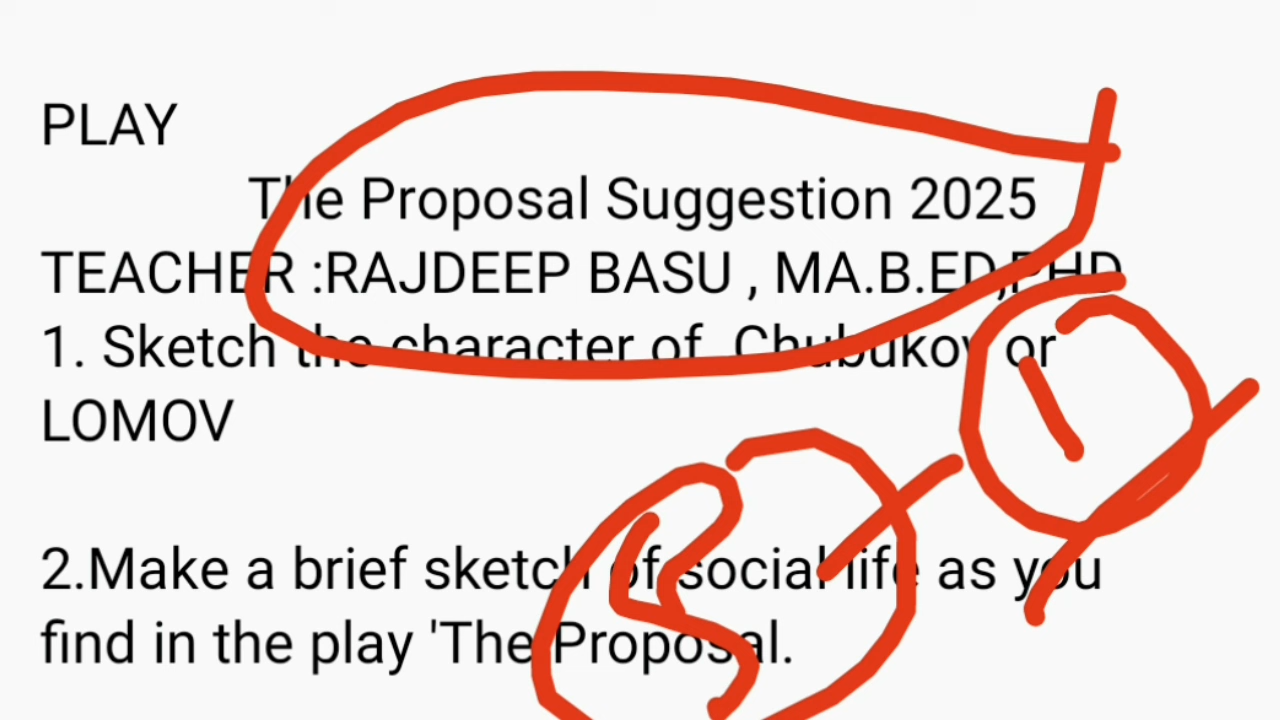 PLAY
The Proposal Suggestion 2025
TEACHER :RAJDEEP BASU , MA.B.ED,PHD
1. Sketch the character of Chubukov or
LOMOV
2.Make a brief sketch of social life as you
find in the play 'The Proposal.